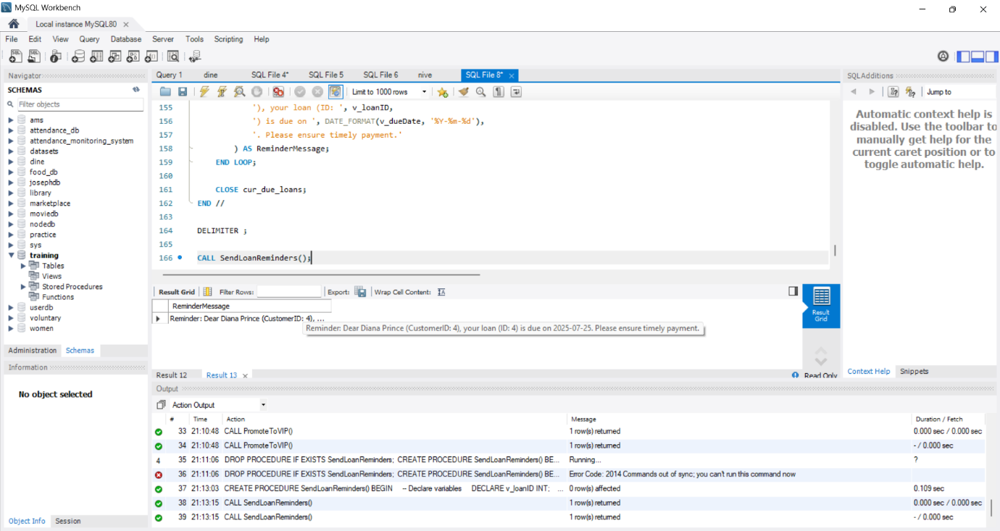 MySQL Workbench
Local instance MySQL80
File Edit View Query Database Server Tools Scripting Help
Navigator
SCHEMAS
Filter objects
ams
attendance_db
attendance_monitoring_system
datasets
dine
food_db
josephdb
library
marketplace
moviedb
nodedb
practice
sys
training
Tables
Views
Stored Procedures
Functions
userdb
voluntary
women
Administration Schemas
Information
No object selected
Object Info Session
Query 1 dine SQL File 4* SQL File 5 SQL File 6 nive SQL File 8*
Limit to 1000 rows
155 '), your loan (ID: ', v_loanID,
156 ') is due on ', DATE_FORMAT(v_dueDate, '%Y-%m-%d'),
157 '. Please ensure timely payment.'
158 ) AS ReminderMessage;
159 END LOOP;
160
161 CLOSE cur_due_loans;
162 END //
163
164 DELIMITER ;
165
166 CALL SendLoanReminders();
Result Grid Filter Rows: Export: Wrap Cell Content:
ReminderMessage
Reminder: Dear Diana Prince (CustomerID: 4), ...
Reminder: Dear Diana Prince (CustomerID: 4), your loan (ID: 4) is due on 2025-07-25. Please ensure timely payment.
Result Grid
Result 12 Result 13 Read Only
Output
Action Output
# Time Action Message Duration / Fetch
33 21:10:48 CALL PromoteToVIP() 1 row(s) returned 0.000 sec / 0.000 sec
34 21:10:48 CALL PromoteToVIP() 1 row(s) returned - / 0.000 sec
4 35 21:11:06 DROP PROCEDURE IF EXISTS SendLoanReminders; CREATE PROCEDURE SendLoanReminders() BE... Running... ?
36 21:11:06 DROP PROCEDURE IF EXISTS SendLoanReminders; CREATE PROCEDURE SendLoanReminders() BE... Error Code: 2014 Commands out of sync; you can't run this command now
37 21:13:03 CREATE PROCEDURE SendLoanReminders() BEGIN -- Declare variables DECLARE v_loanID INT; ... 0 row(s) affected 0.109 sec
38 21:13:15 CALL SendLoanReminders() 1 row(s) returned 0.000 sec / 0.000 sec
39 21:13:15 CALL SendLoanReminders() 1 row(s) returned - / 0.000 sec
SQLAdditions
Jump to
Automatic context help is
disabled. Use the toolbar to
manually get help for the
current caret position or to
toggle automatic help.
Context Help Snippets